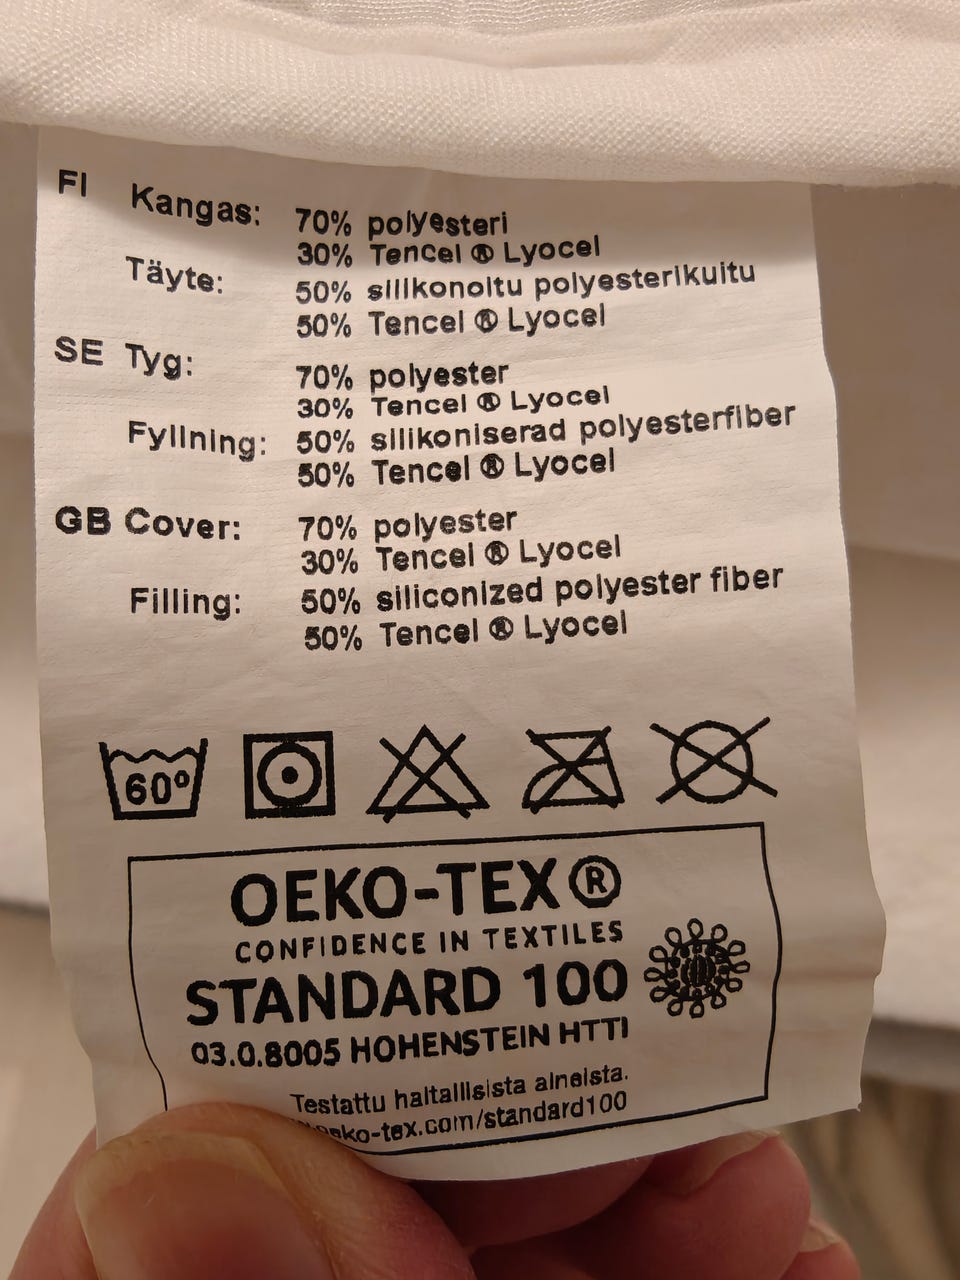 FI Kangas: 70% polyesteri
30% Tencel ® Lyocel
Täyte: 50% silikonoitu polyesterikuitu
50% Tencel ® Lyocel
SE Tyg: 70% polyester
30% Tencel ® Lyocel
Fyllning: 50% silikoniserad polyesterfiber
50% Tencel ® Lyocel
GB Cover: 70% polyester
30% Tencel ® Lyocel
Filling: 50% siliconized polyester fiber
50% Tencel ® Lyocel
60°
OEKO-TEX®
CONFIDENCE IN TEXTILES
STANDARD 100
03.0.8005 HOHENSTEIN HTTI
Testattu haitallisista aineista.
oeko-tex.com/standard100